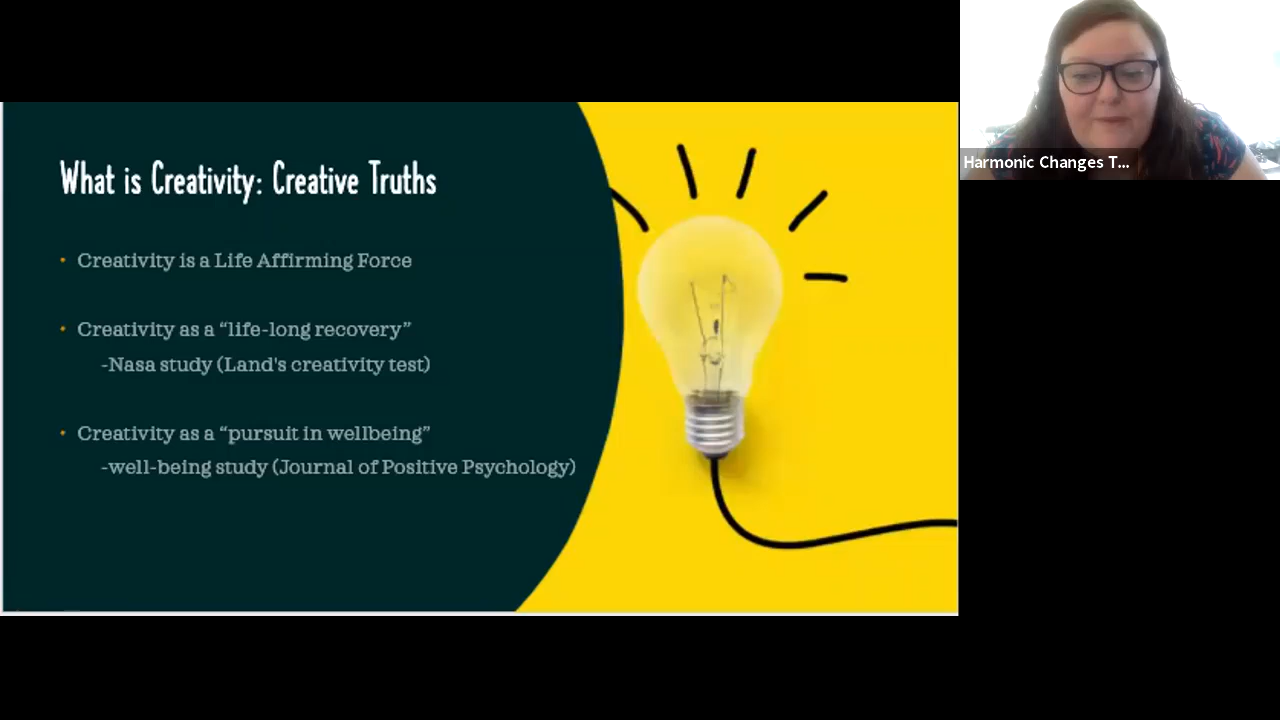 What is Creativity: Creative Truths
• Creativity is a Life Affirming Force
• Creativity as a “life-long recovery”
-Nasa study (Land's creativity test)
• Creativity as a “pursuit in wellbeing”
-well-being study (Journal of Positive Psychology)
Harmonic Changes T...